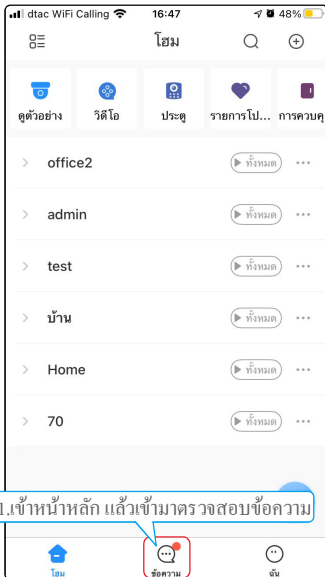 dtac WiFi Calling 16:47 48%
โฮม
ดูตัวอย่าง วิดีโอ ประตู รายการโป... การควบคุ
office2 ทั้งหมด
admin ทั้งหมด
test ทั้งหมด
บ้าน ทั้งหมด
Home ทั้งหมด
70 ทั้งหมด
1.เข้าหน้าหลัก แล้วเข้ามาตรวจสอบข้อความ
โฮม ข้อความ ฉัน